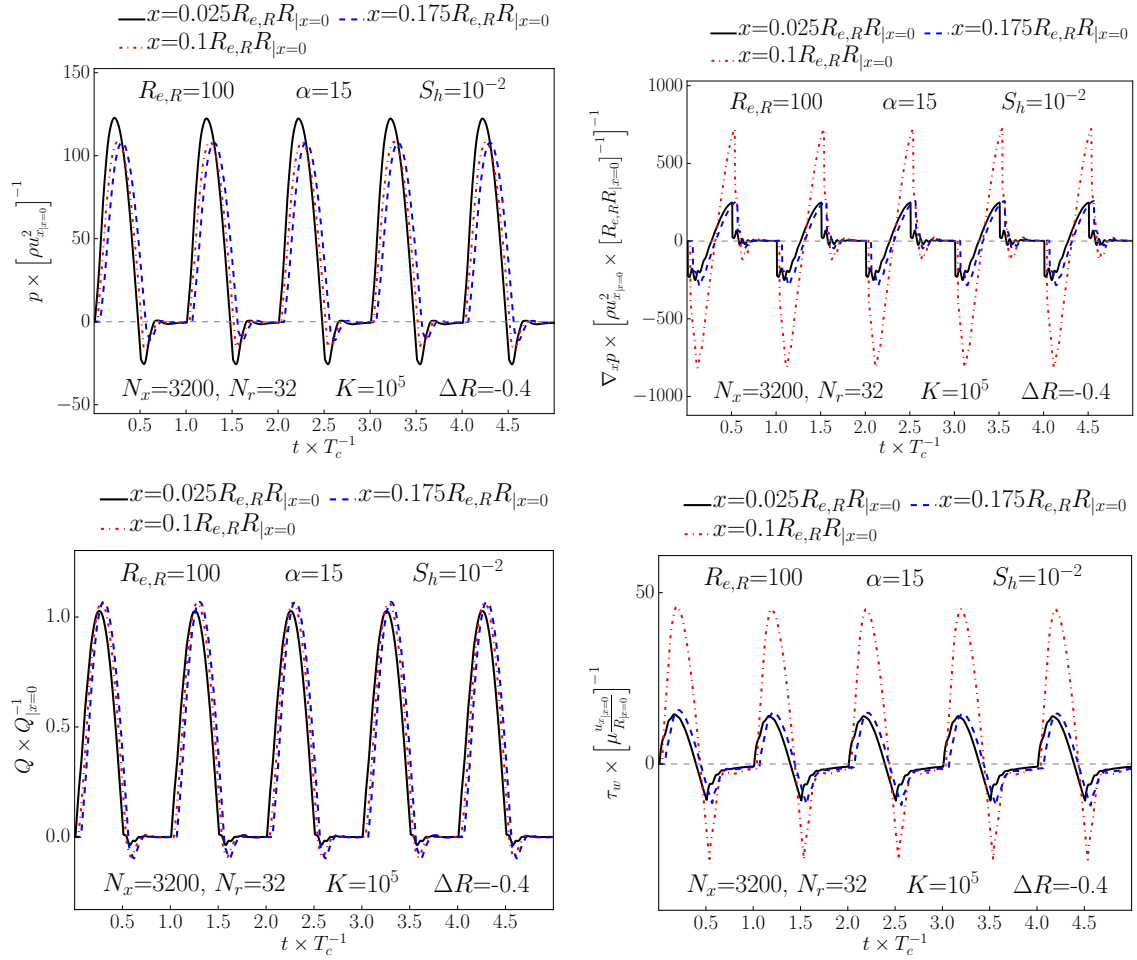 x=0.025R_{e,R}R_{|x=0} x=0.175R_{e,R}R_{|x=0}
x=0.1R_{e,R}R_{|x=0}
R_{e,R}=100 α=15 S_h=10^{-2}
150
100
50
0
−50
p × [ρu²_{x|x=0}]^{-1}
N_x=3200, N_r=32 K=10^5 ΔR=-0.4
0.5 1.0 1.5 2.0 2.5 3.0 3.5 4.0 4.5
t × T_c^{-1}
x=0.025R_{e,R}R_{|x=0} x=0.175R_{e,R}R_{|x=0}
x=0.1R_{e,R}R_{|x=0}
R_{e,R}=100 α=15 S_h=10^{-2}
1000
500
0
−500
−1000
∇_x p × [ρu²_{x|x=0} × [R_{e,R}R_{|x=0}]^{-1}]^{-1}
N_x=3200, N_r=32 K=10^5 ΔR=-0.4
0.5 1.0 1.5 2.0 2.5 3.0 3.5 4.0 4.5
t × T_c^{-1}
x=0.025R_{e,R}R_{|x=0} x=0.175R_{e,R}R_{|x=0}
x=0.1R_{e,R}R_{|x=0}
R_{e,R}=100 α=15 S_h=10^{-2}
1.0
0.5
0.0
Q × Q^{-1}_{|x=0}
N_x=3200, N_r=32 K=10^5 ΔR=-0.4
0.5 1.0 1.5 2.0 2.5 3.0 3.5 4.0 4.5
t × T_c^{-1}
x=0.025R_{e,R}R_{|x=0} x=0.175R_{e,R}R_{|x=0}
x=0.1R_{e,R}R_{|x=0}
R_{e,R}=100 α=15 S_h=10^{-2}
50
0
τ_w × [μ u_{x|x=0}/R_{|x=0}]^{-1}
N_x=3200, N_r=32 K=10^5 ΔR=-0.4
0.5 1.0 1.5 2.0 2.5 3.0 3.5 4.0 4.5
t × T_c^{-1}